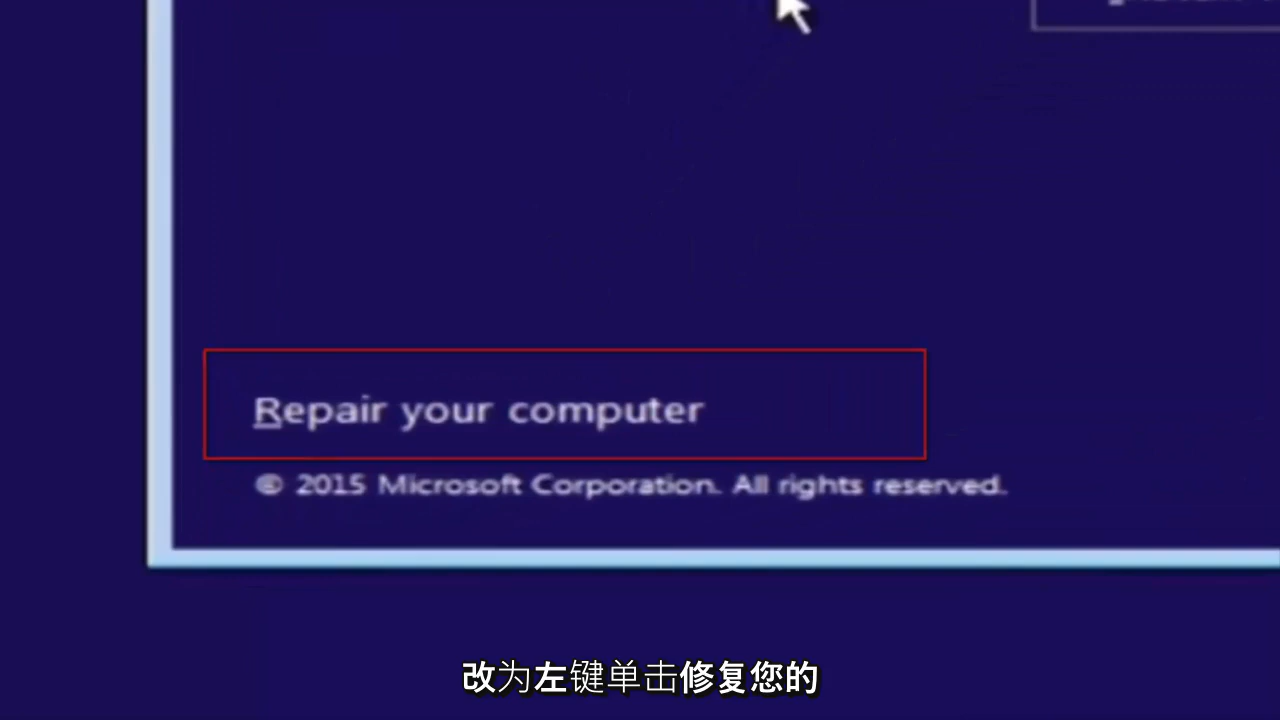 Repair your computer
© 2015 Microsoft Corporation. All rights reserved.
改为左键单击修复您的